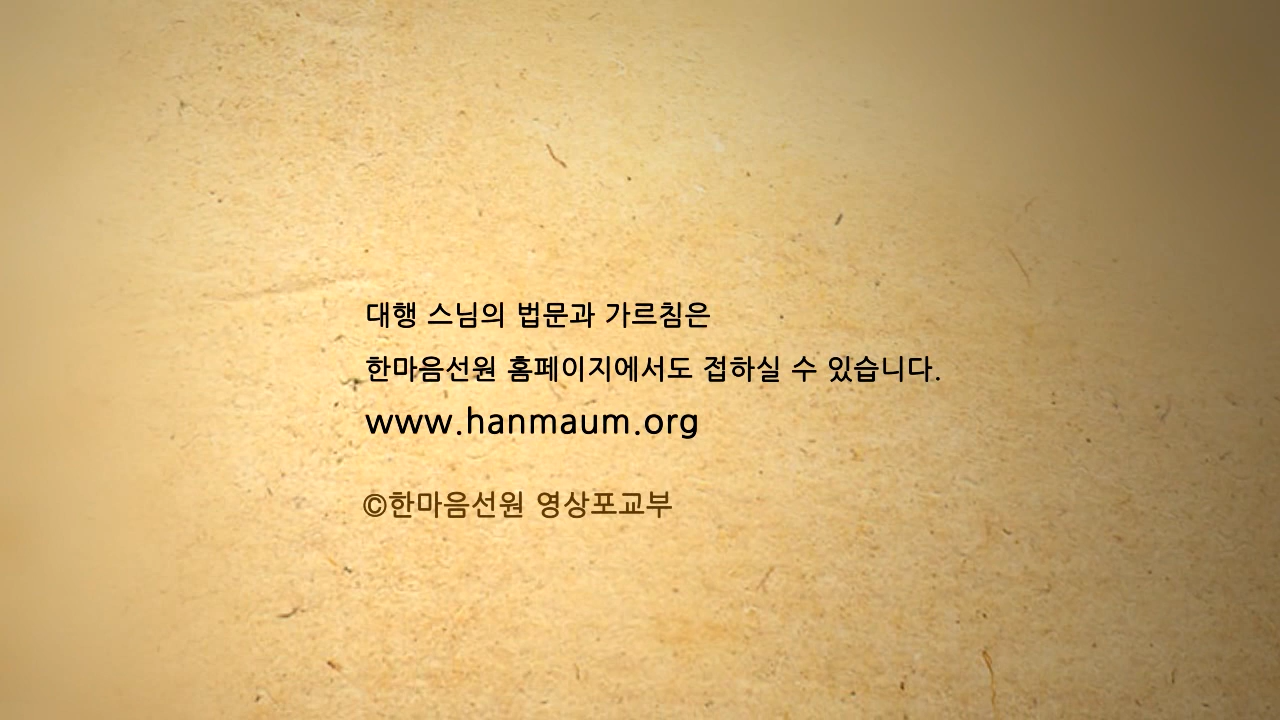 대행 스님의 법문과 가르침은
한마음선원 홈페이지에서도 접하실 수 있습니다.
www.hanmaum.org
©한마음선원 영상포교부